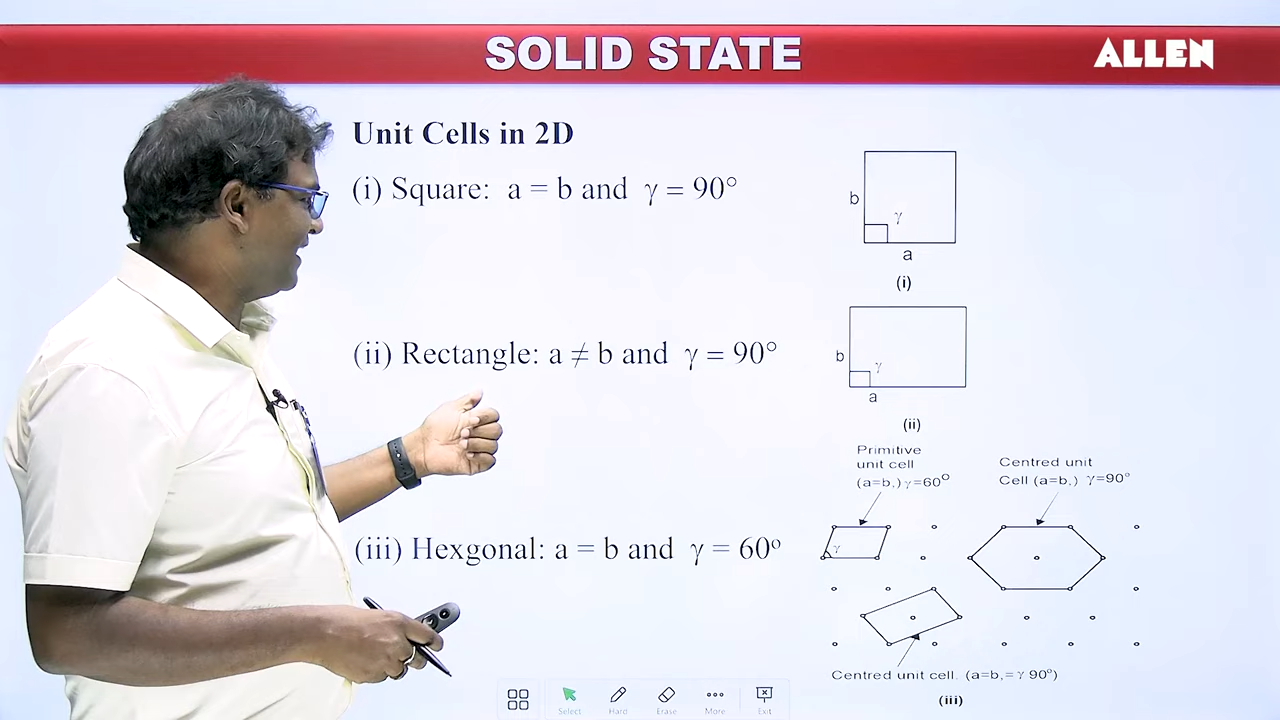 SOLID STATE
ALLEN
Unit Cells in 2D
(i) Square: a = b and γ = 90°
b
γ
a
(i)
(ii) Rectangle: a ≠ b and γ = 90°
b
γ
a
(ii)
Primitive
unit cell
(a=b,) γ=60°
Centred unit
Cell (a=b,) γ=90°
γ
(iii) Hexgonal: a = b and γ = 60°
Centred unit cell. (a=b,= γ 90°)
(iii)
Select
Hard
Erase
More
Exit